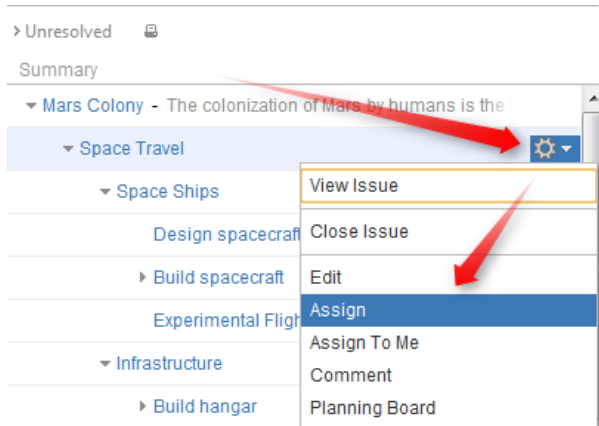 Unresolved
Summary
Mars Colony - The colonization of Mars by humans is the
Space Travel
Space Ships
View Issue
Design spacecraft
Close Issue
Build spacecraft
Edit
Experimental Fligh
Assign
Assign To Me
Infrastructure
Comment
Build hangar
Planning Board